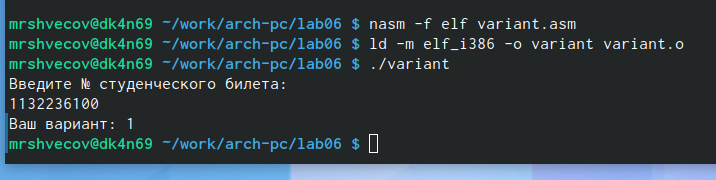 mrshvecov@dk4n69 ~/work/arch-pc/lab06 $ nasm -f elf variant.asm
mrshvecov@dk4n69 ~/work/arch-pc/lab06 $ ld -m elf_i386 -o variant variant.o
mrshvecov@dk4n69 ~/work/arch-pc/lab06 $ ./variant
Введите № студенческого билета:
1132236100
Ваш вариант: 1
mrshvecov@dk4n69 ~/work/arch-pc/lab06 $